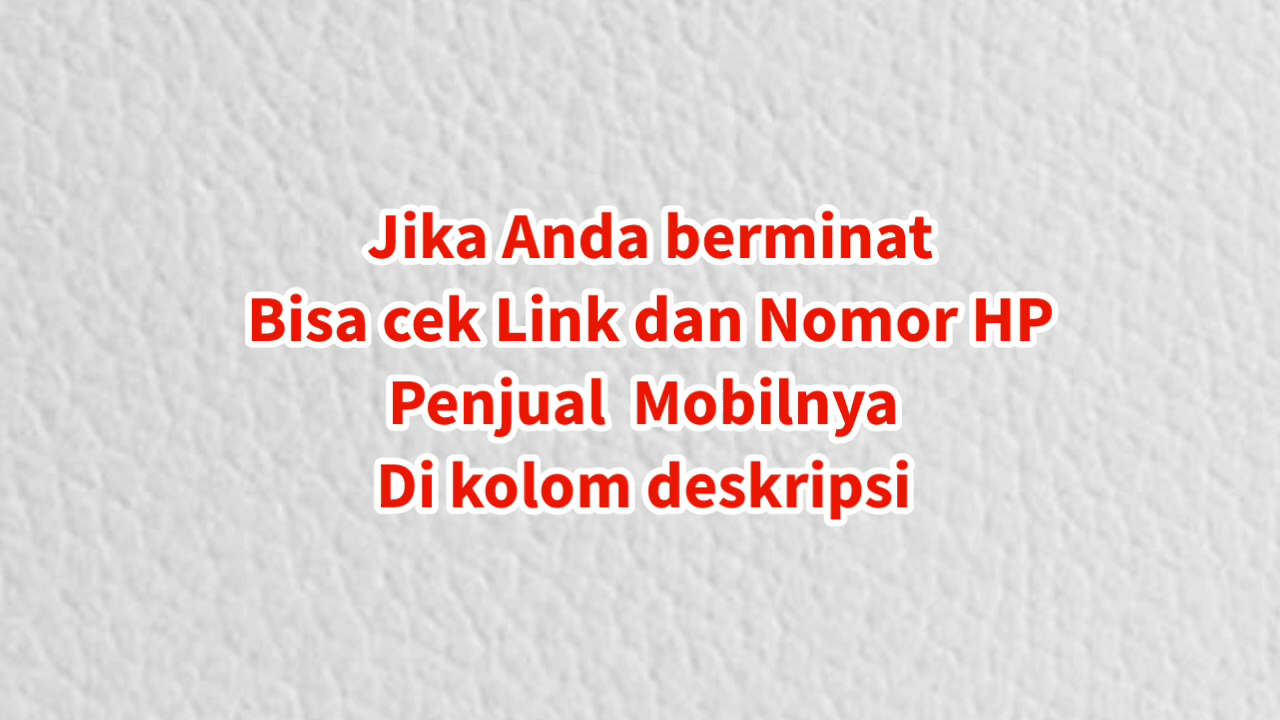 Jika Anda berminat
Bisa cek Link dan Nomor HP
Penjual  Mobilnya
Di kolom deskripsi